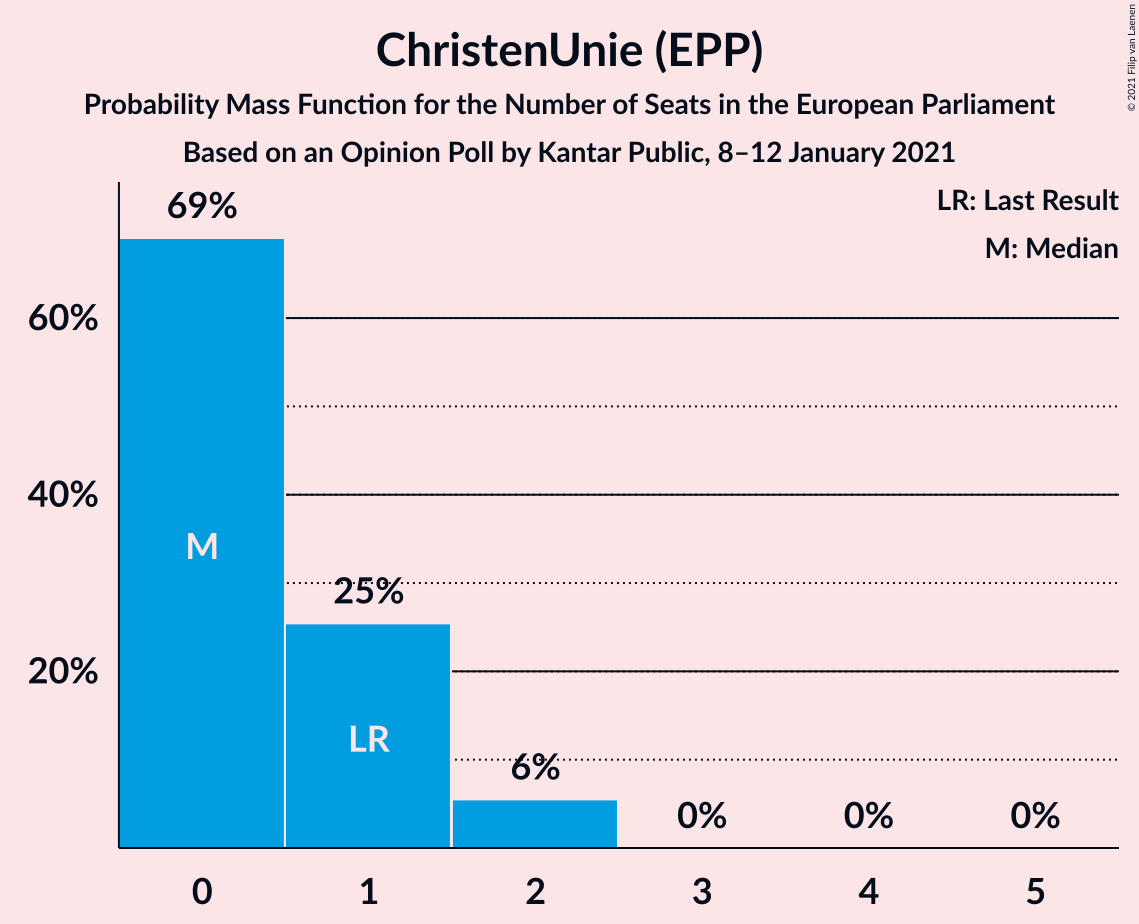 ChristenUnie (EPP)
Probability Mass Function for the Number of Seats in the European Parliament
Based on an Opinion Poll by Kantar Public, 8–12 January 2021
© 2021 Filip van Laenen
LR: Last Result
M: Median
69%
60%
40%
M
25%
20%
LR
6%
0%
0%
0%
0 1 2 3 4 5